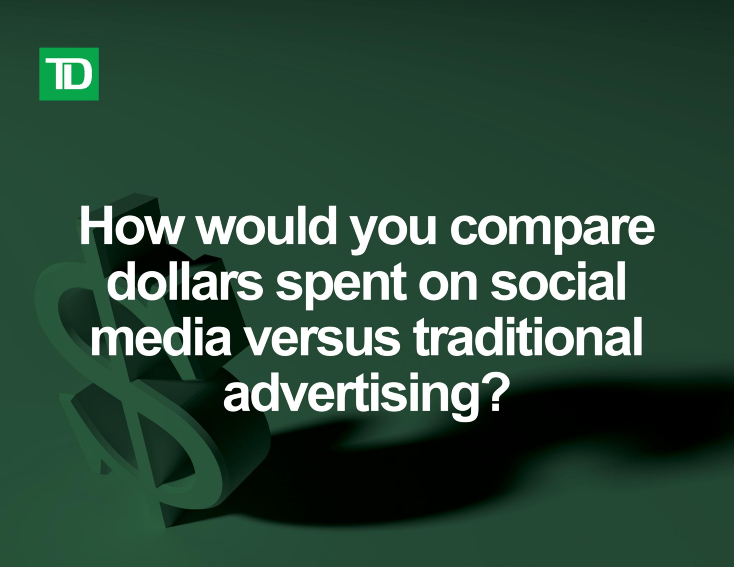 TD
How would you compare
dollars spent on social
media versus traditional
advertising?